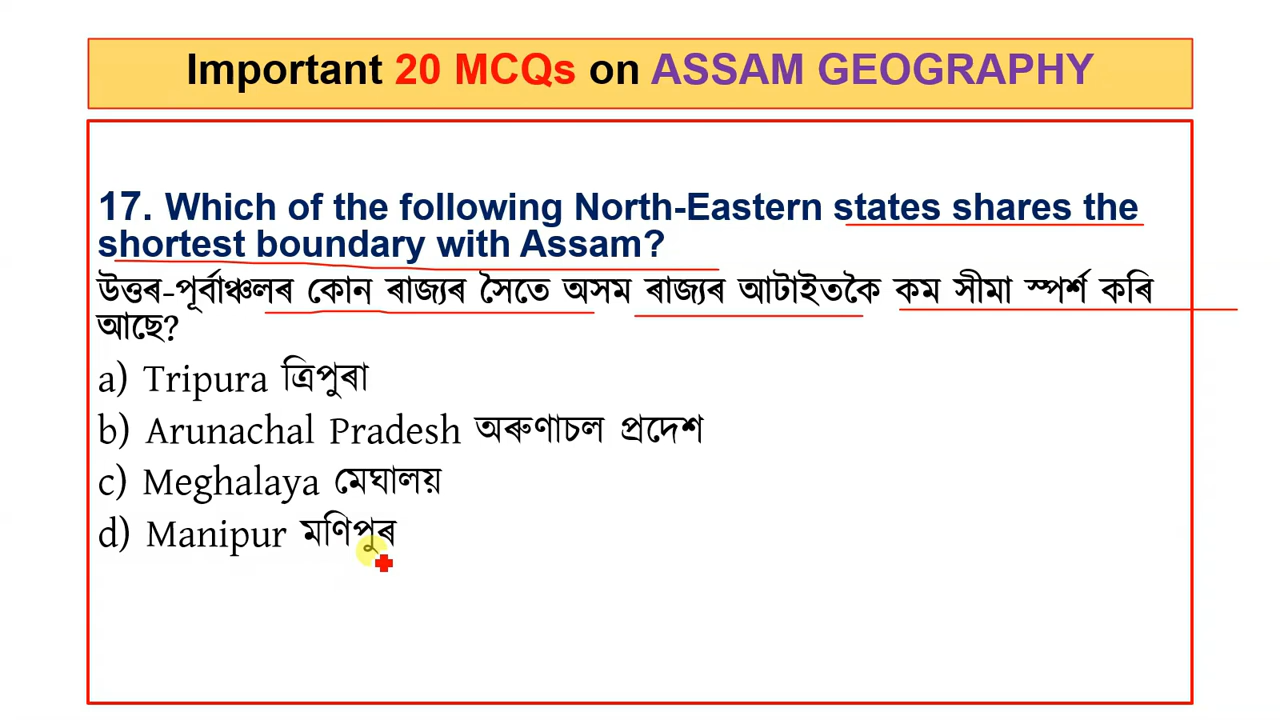 Important 20 MCQs on ASSAM GEOGRAPHY
17. Which of the following North-Eastern states shares the
shortest boundary with Assam?
উত্তৰ-পূৰ্বাঞ্চলৰ কোন ৰাজ্যৰ সৈতে অসম ৰাজ্যৰ আটাইতকৈ কম সীমা স্পৰ্শ কৰি
আছে?
a) Tripura ত্ৰিপুৰা
b) Arunachal Pradesh অৰুণাচল প্ৰদেশ
c) Meghalaya মেঘালয়
d) Manipur মণিপুৰ